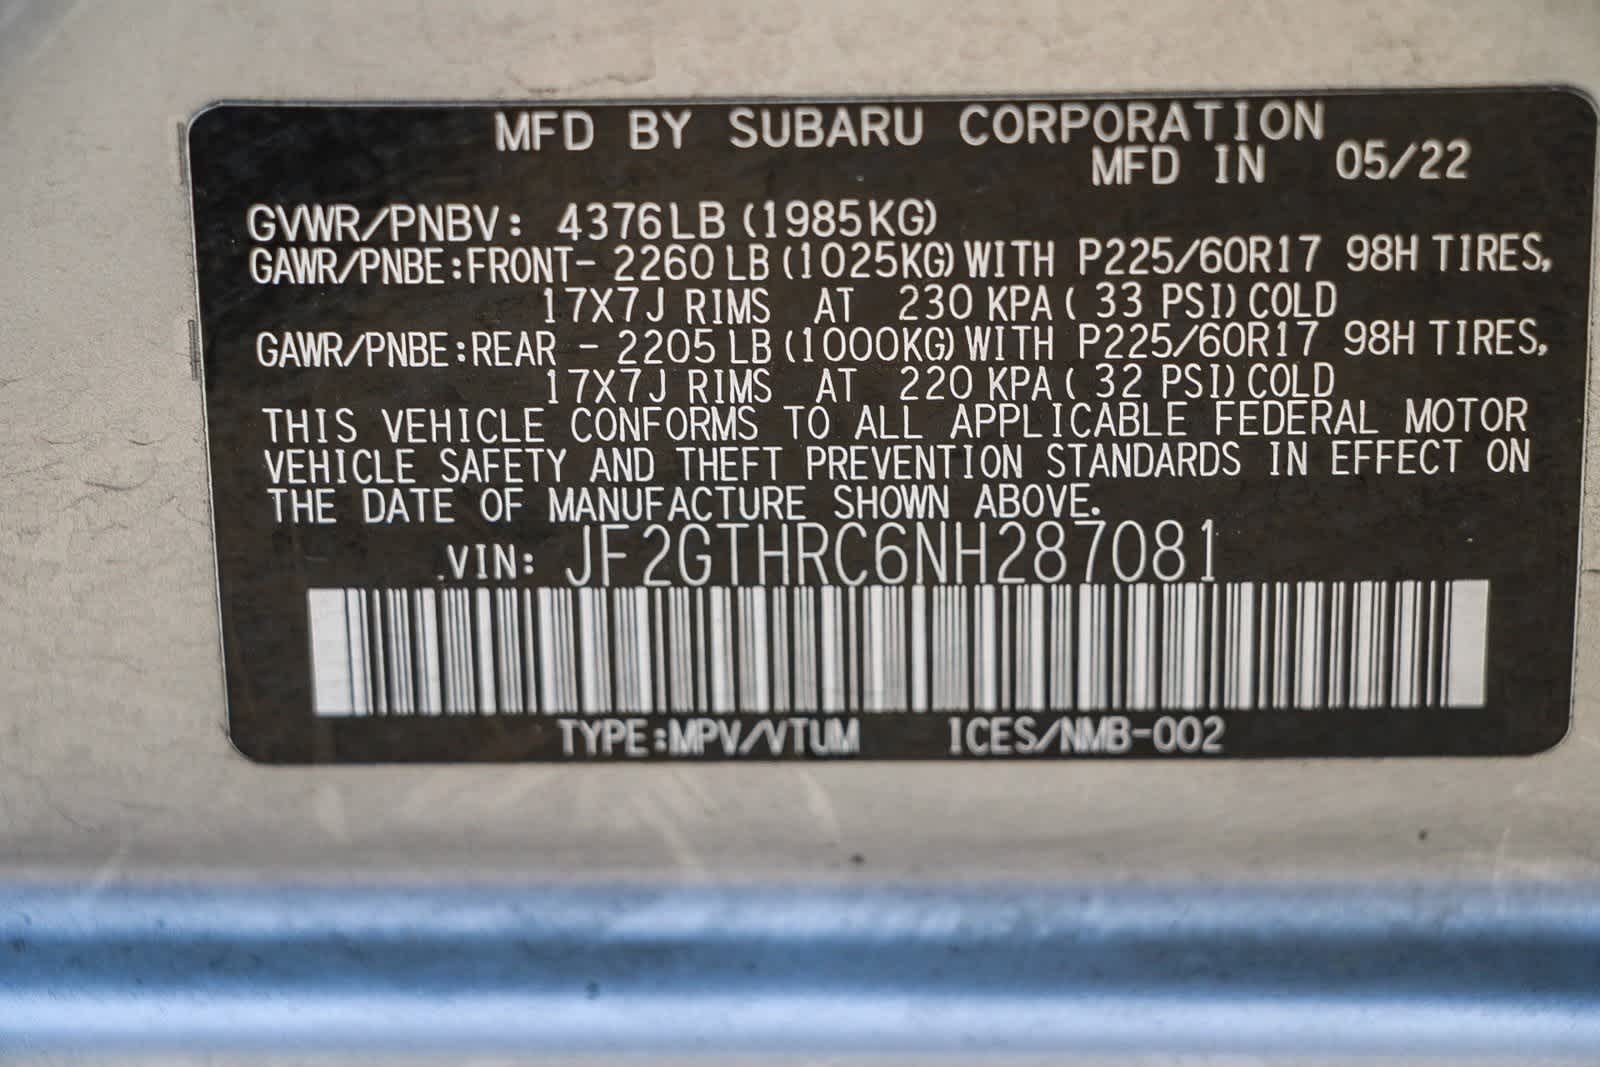 MFD BY SUBARU CORPORATION
MFD IN 05/22
GVWR/PNBV: 4376LB(1985KG)
GAWR/PNBE:FRONT- 2260LB(1025KG)WITH P225/60R17 98H TIRES,
17X7J RIMS AT 230 KPA( 33 PSI)COLD
GAWR/PNBE:REAR - 2205LB(1000KG)WITH P225/60R17 98H TIRES,
17X7J RIMS AT 220 KPA( 32 PSI)COLD
THIS VEHICLE CONFORMS TO ALL APPLICABLE FEDERAL MOTOR
VEHICLE SAFETY AND THEFT PREVENTION STANDARDS IN EFFECT ON
THE DATE OF MANUFACTURE SHOWN ABOVE.
VIN: JF2GTHRC6NH287081
TYPE:MPV/VTUM ICES/NMB-002